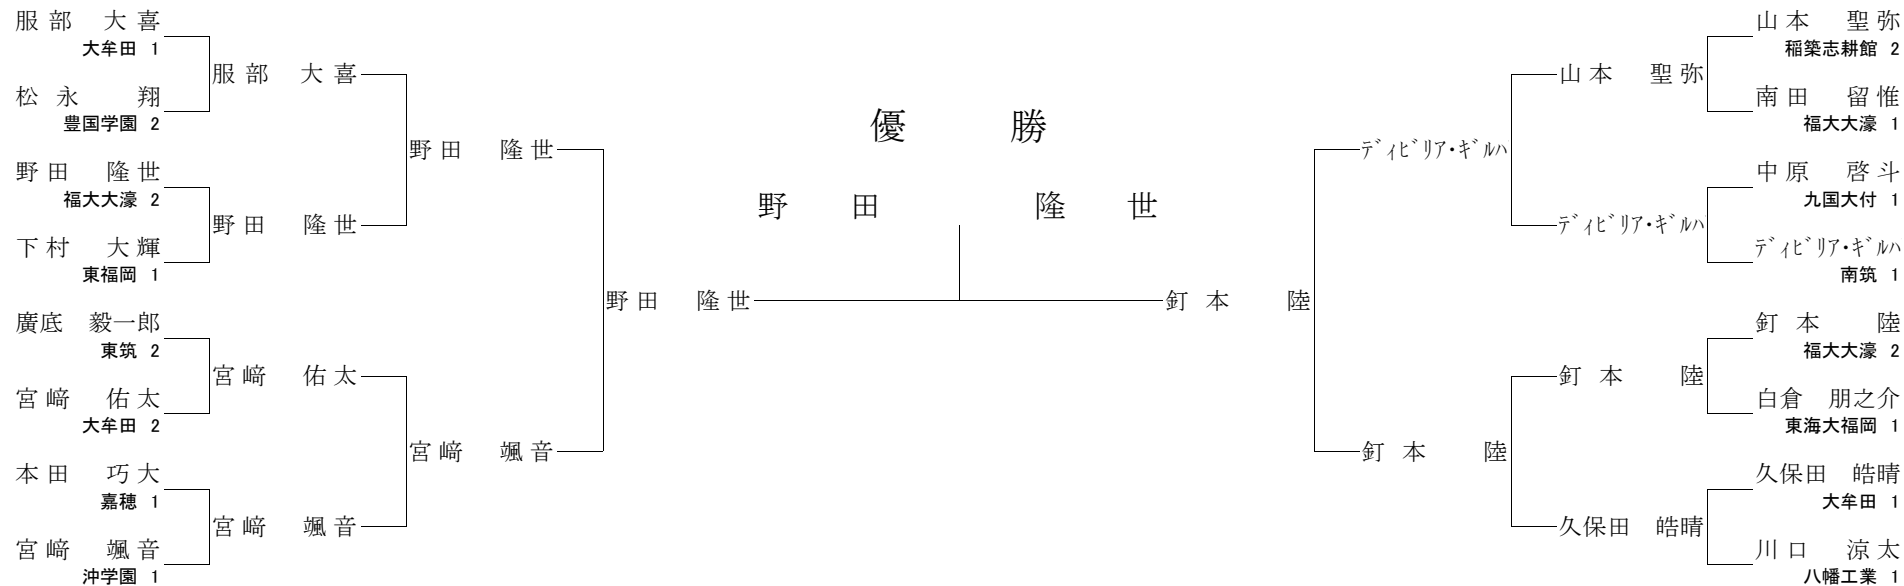 服部 大喜
大牟田 1
松永 翔
豊国学園 2
野田 隆世
福大大濠 2
下村 大輝
東福岡 1
廣底 毅一郎
東筑 2
宮﨑 佑太
大牟田 2
本田 巧大
嘉穂 1
宮﨑 颯音
沖学園 1
服部 大喜
野田 隆世
宮﨑 佑太
宮﨑 颯音
野田 隆世
宮﨑 颯音
野田 隆世
優勝
野田 隆世
釘本 陸
ディビリア・ギルハ
釘本 陸
山本 聖弥
ディビリア・ギルハ
釘本 陸
久保田 皓晴
山本 聖弥
稲築志耕館 2
南田 留惟
福大大濠 1
中原 啓斗
九国大付 1
ディビリア・ギルハ
南筑 1
釘本 陸
福大大濠 2
白倉 朋之介
東海大福岡 1
久保田 皓晴
大牟田 1
川口 涼太
八幡工業 1